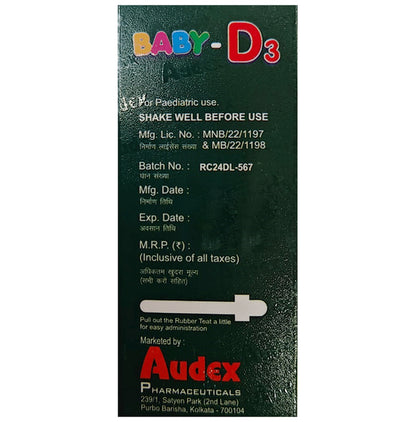 BABY - D3
For Paediatric use.
SHAKE WELL BEFORE USE
Mfg. Lic. No. : MNB/22/1197
निर्माण लाईसेंस संख्या & MB/22/1198
Batch No. : RC24DL-567
घान संख्या
Mfg. Date :
निर्माण तिथि
Exp. Date :
अवसान तिथि
M.R.P. (₹) :
(Inclusive of all taxes)
अधिकतम खुदरा मूल्य
(सभी करों सहित)
Pull out the Rubber Teat a little
for easy administration
Marketed by :
Audex
PHARMACEUTICALS
239/1, Satyen Park (2nd Lane)
Purbo Barisha, Kolkata - 700104